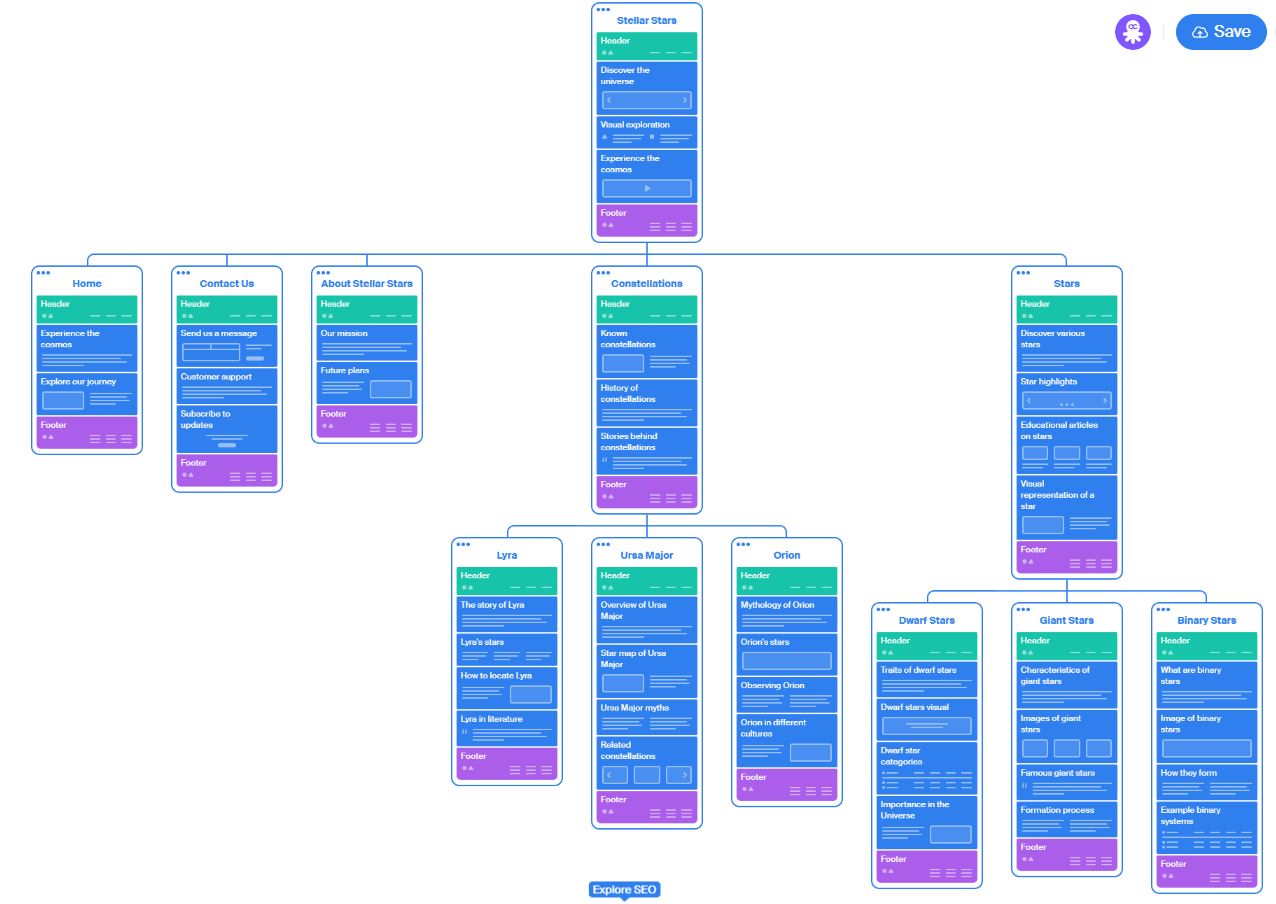 Stellar Stars
Header
Discover the
universe
Visual exploration
Experience the
cosmos
Footer
Save
Home
Header
Experience the
cosmos
Explore our journey
Footer
Contact Us
Header
Send us a message
Customer support
Subscribe to
updates
Footer
About Stellar Stars
Header
Our mission
Future plans
Footer
Constellations
Header
Known
constellations
History of
constellations
Stories behind
constellations
Footer
Stars
Header
Discover various
stars
Star highlights
Educational articles
on stars
Visual
representation of a
star
Footer
Lyra
Header
The story of Lyra
Lyra's stars
How to locate Lyra
Lyra in literature
Footer
Ursa Major
Header
Overview of Ursa
Major
Star map of Ursa
Major
Ursa Major myths
Related
constellations
Footer
Orion
Header
Mythology of Orion
Orion's stars
Observing Orion
Orion in different
cultures
Footer
Dwarf Stars
Header
Traits of dwarf stars
Dwarf stars visual
Dwarf star
categories
Importance in the
Universe
Footer
Giant Stars
Header
Characteristics of
giant stars
Images of giant
stars
Famous giant stars
Formation process
Footer
Binary Stars
Header
What are binary
stars
Image of binary
stars
How they form
Example binary
systems
Footer
Explore SEO